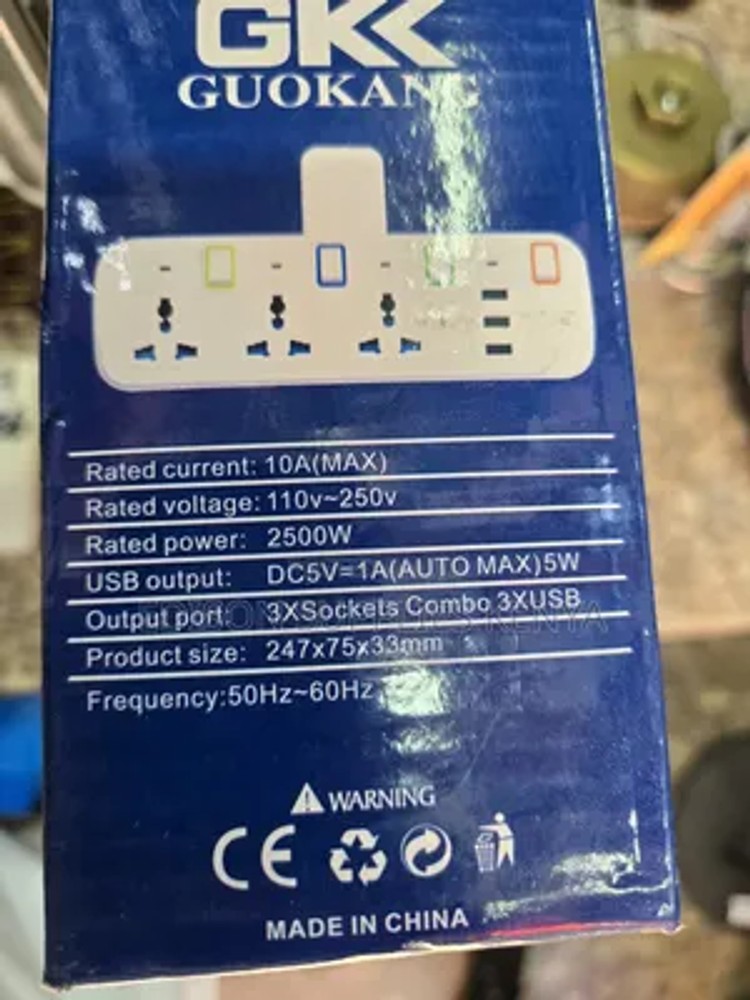 GK
GUOKANG
Rated current: 10A(MAX)
Rated voltage: 110v~250v
Rated power: 2500W
USB output: DC5V=1A(AUTO MAX)5W
Output port: 3XSockets Combo 3XUSB
Product size: 247x75x33mm
Frequency:50Hz~60Hz
WARNING
CE
MADE IN CHINA